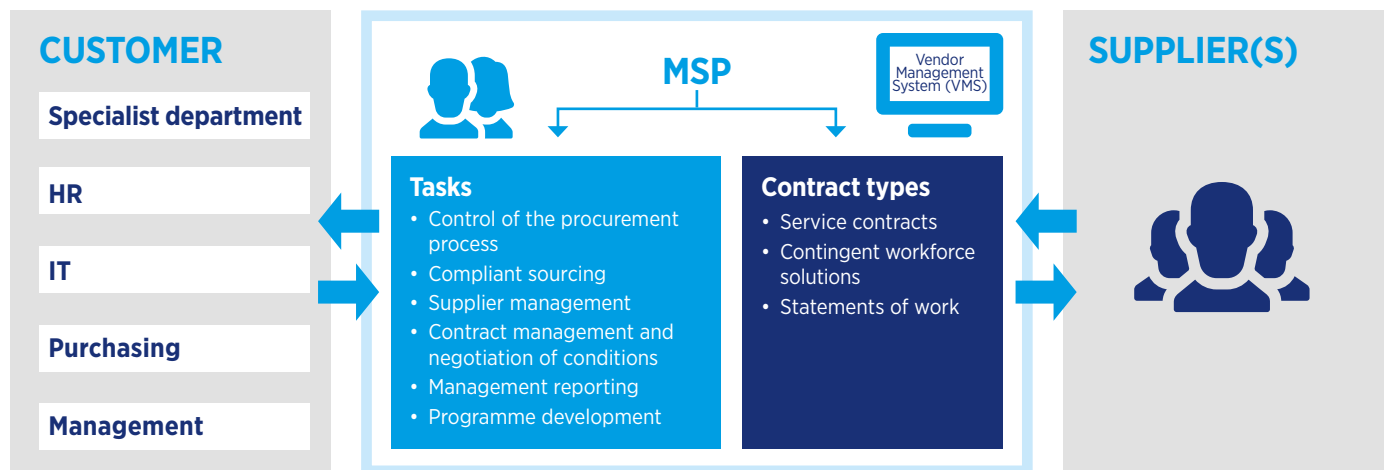 CUSTOMER
Specialist department
HR
IT
Purchasing
Management
MSP
Vendor
Management
System (VMS)
Tasks
• Control of the procurement
process
• Compliant sourcing
• Supplier management
• Contract management and
negotiation of conditions
• Management reporting
• Programme development
Contract types
• Service contracts
• Contingent workforce
solutions
• Statements of work
SUPPLIER(S)